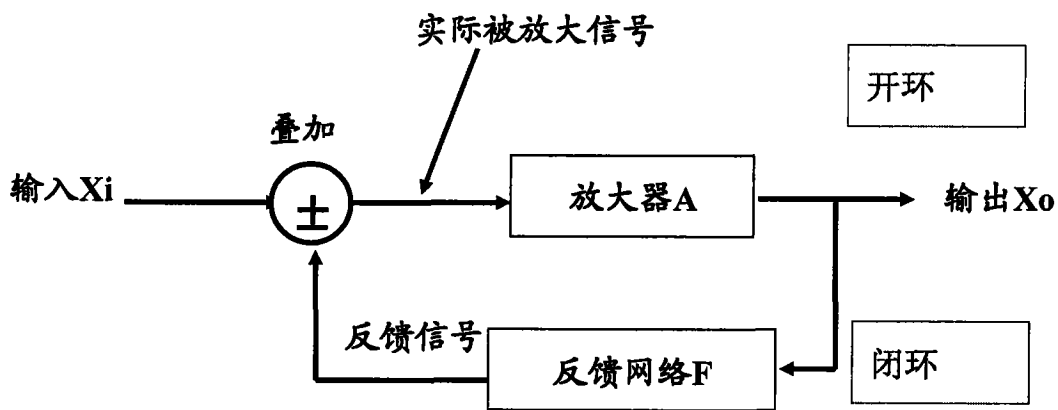 实际被放大信号
开环
叠加
输入Xi
±
放大器A
输出Xo
反馈信号
反馈网络F
闭环